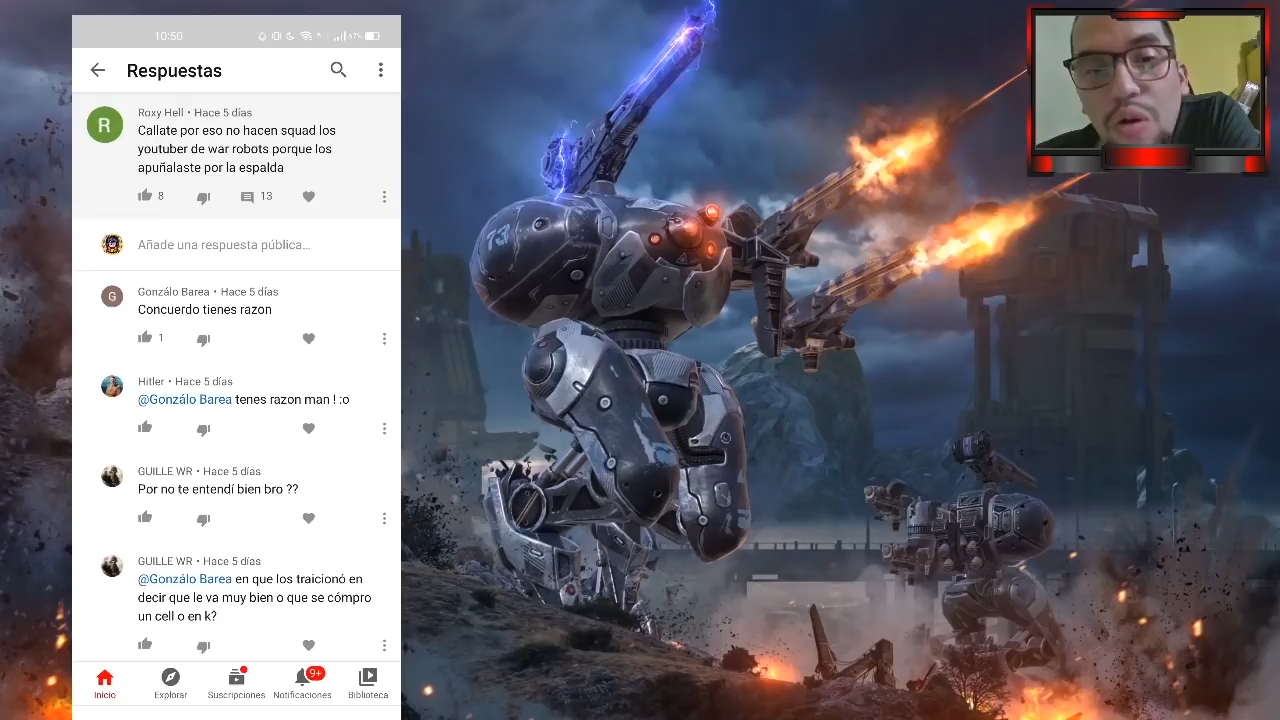 10:50
67%
Respuestas
R
Roxy Hell • Hace 5 días
Callate por eso no hacen squad los
youtuber de war robots porque los
apuñalaste por la espalda
8
13
Añade una respuesta pública...
G
Gonzálo Barea • Hace 5 días
Concuerdo tienes razon
1
Hitler • Hace 5 días
@Gonzálo Barea tenes razon man ! :o
GUILLE WR • Hace 5 días
Por no te entendí bien bro ??
GUILLE WR • Hace 5 días
@Gonzálo Barea en que los traicionó en
decir que le va muy bien o que se cómpro
un cell o en k?
9+
Inicio
Explorar
Suscripciones
Notificaciones
Biblioteca
T3